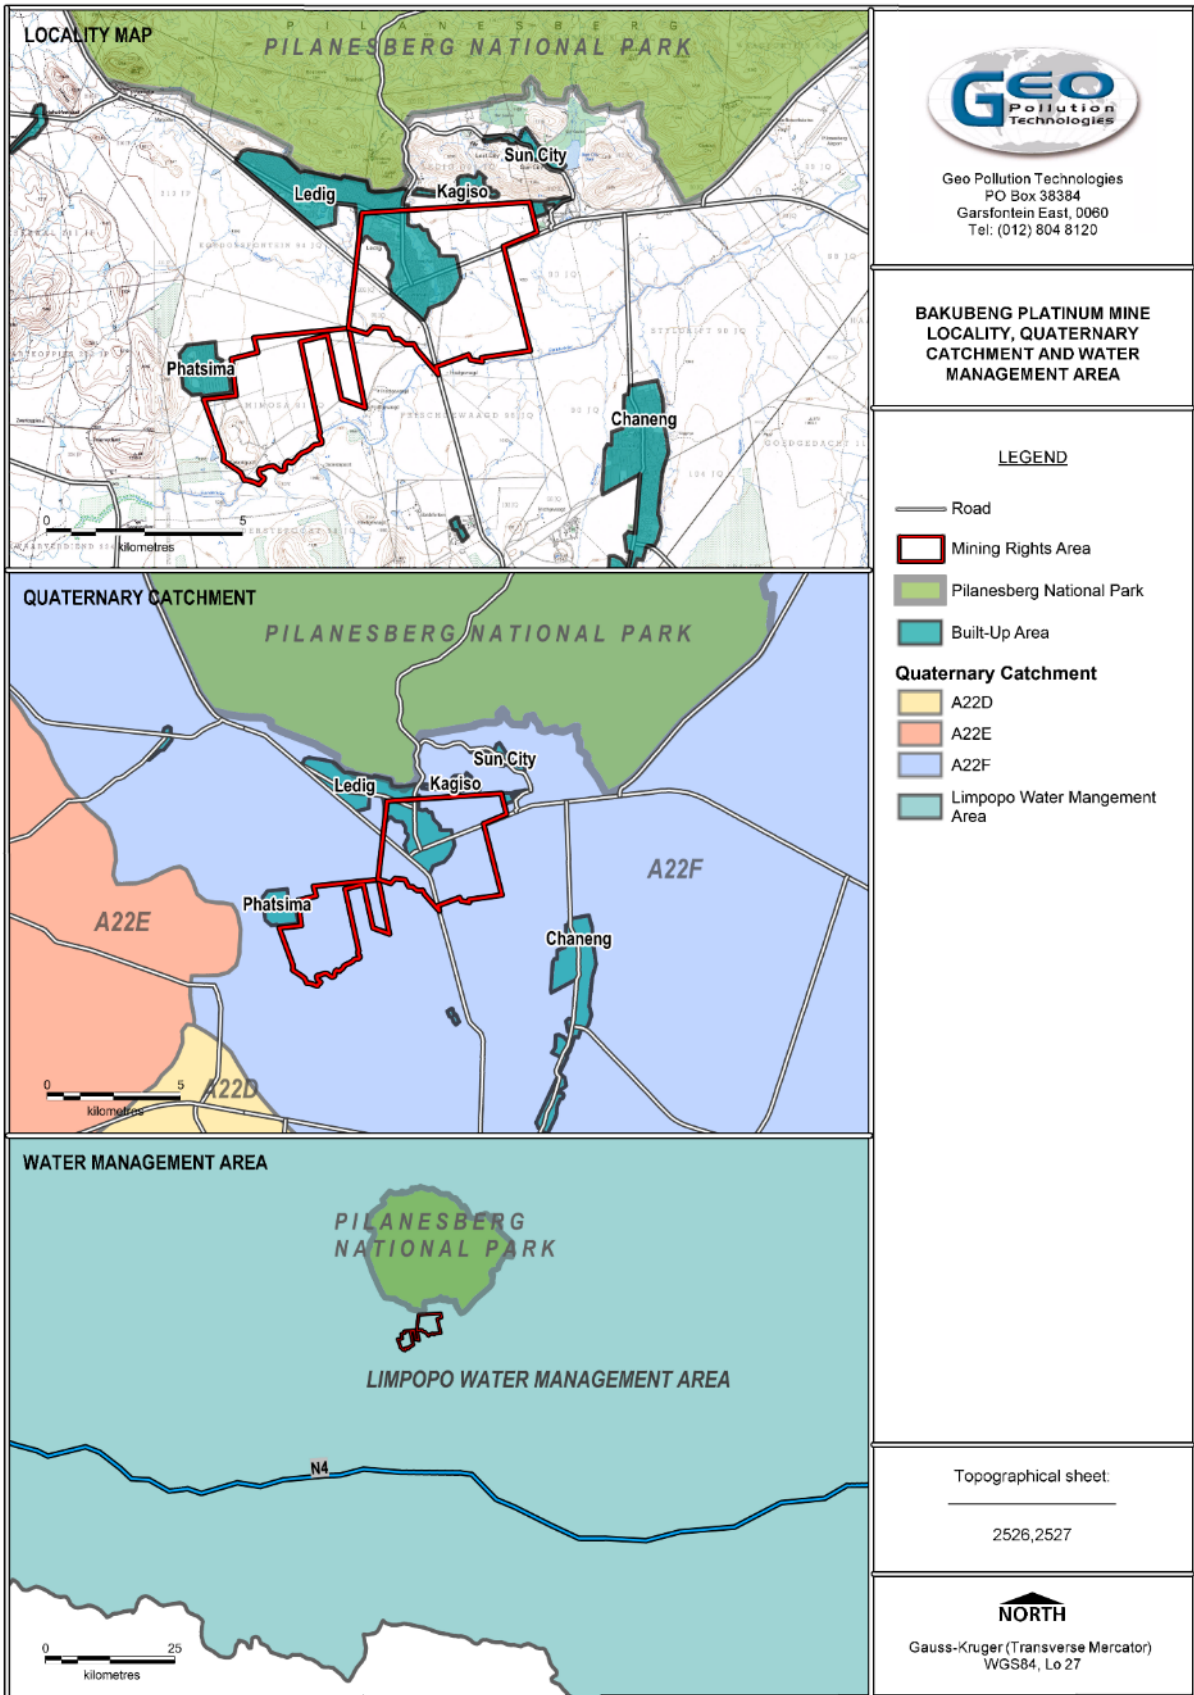 LOCALITY MAP
P I L A N E S B E R G
PILANESBERG NATIONAL PARK
Sun City
Ledig
Kagiso
Phatsima
Chaneng
0 5
kilometres
QUATERNARY CATCHMENT
PILANESBERG NATIONAL PARK
Sun City
Ledig
Kagiso
A22F
Phatsima
A22E
Chaneng
A22D
0 5
kilometres
WATER MANAGEMENT AREA
PILANESBERG
NATIONAL PARK
LIMPOPO WATER MANAGEMENT AREA
N4
0 25
kilometres
GEO
Pollution
Technologies
Geo Pollution Technologies
PO Box 38384
Garsfontein East, 0060
Tel: (012) 804 8120
BAKUBENG PLATINUM MINE
LOCALITY, QUATERNARY
CATCHMENT AND WATER
MANAGEMENT AREA
LEGEND
Road
Mining Rights Area
Pilanesberg National Park
Built-Up Area
Quaternary Catchment
A22D
A22E
A22F
Limpopo Water Mangement
Area
Topographical sheet:
2526,2527
NORTH
Gauss-Kruger (Transverse Mercator)
WGS84, Lo 27